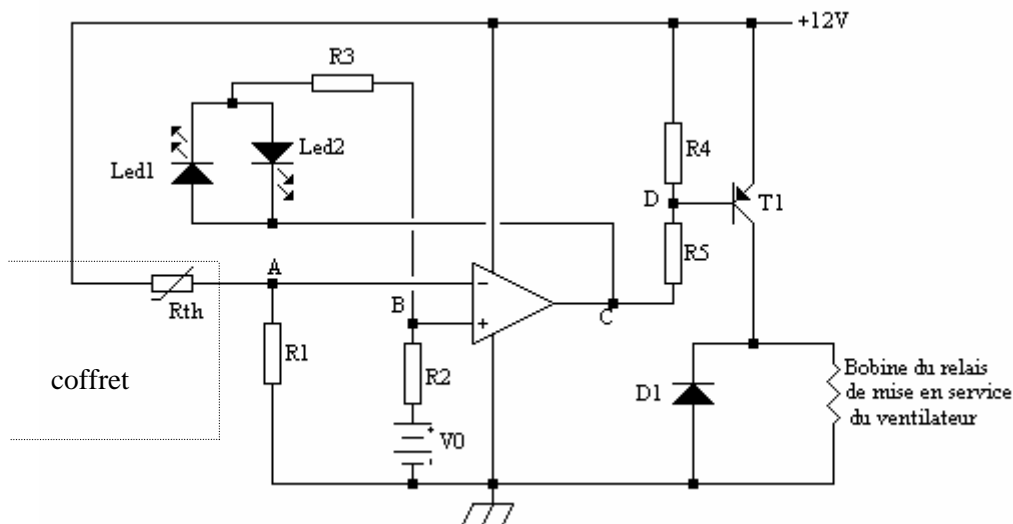 +12V
R3
Led1
Led2
R4
D
T1
A
R5
Rth
B
−
+
C
R1
coffret
R2
+
V0
-
D1
Bobine du relais
de mise en service
du ventilateur